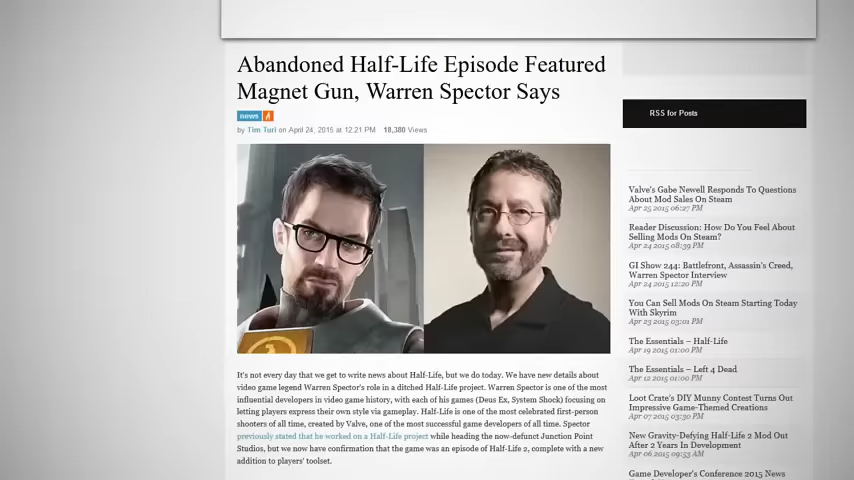 Abandoned Half-Life Episode Featured
Magnet Gun, Warren Spector Says
news
by Tim Turi on April 24, 2015 at 12:21 PM 18,380 Views
It's not every day that we get to write news about Half-Life, but we do today. We have new details about
video game legend Warren Spector's role in a ditched Half-Life project. Warren Spector is one of the most
influential developers in video game history, with each of his games (Deus Ex, System Shock) focusing on
letting players express their own style via gameplay. Half-Life is one of the most celebrated first-person
shooters of all time, created by Valve, one of the most successful game developers of all time. Spector
previously stated that he worked on a Half-Life project while heading the now-defunct Junction Point
Studios, but we now have confirmation that the game was an episode of Half-Life 2, complete with a new
addition to players' toolset.
RSS for Posts
Valve's Gabe Newell Responds To Questions
About Mod Sales On Steam
Apr 25 2015 06:27 PM
Reader Discussion: How Do You Feel About
Selling Mods On Steam?
Apr 24 2015 08:39 PM
GI Show 244: Battlefront, Assassin's Creed,
Warren Spector Interview
Apr 24 2015 12:20 PM
You Can Sell Mods On Steam Starting Today
With Skyrim
Apr 23 2015 03:01 PM
The Essentials – Half-Life
Apr 19 2015 01:00 PM
The Essentials – Left 4 Dead
Apr 12 2015 01:00 PM
Loot Crate's DIY Munny Contest Turns Out
Impressive Game-Themed Creations
Apr 07 2015 03:30 PM
New Gravity-Defying Half-Life 2 Mod Out
After 2 Years In Development
Apr 06 2015 09:53 AM
Game Developer's Conference 2015 News